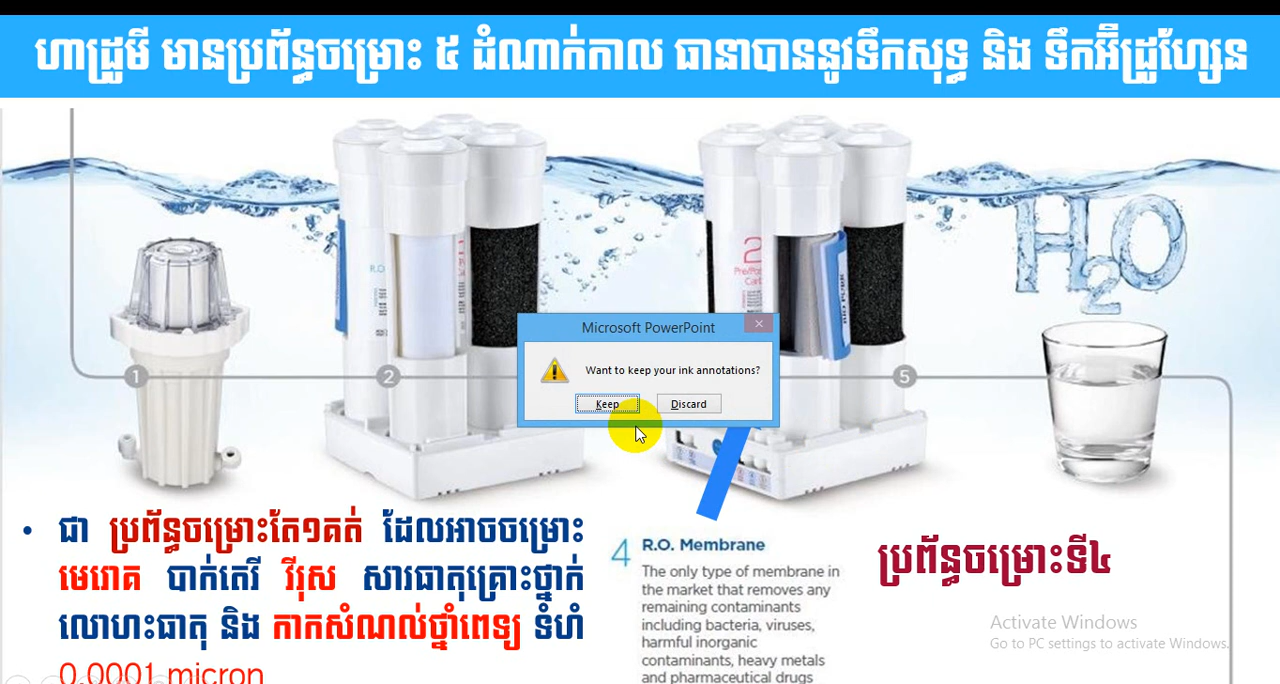 ហាដ្រូមី មានប្រព័ន្ធចម្រោះ ៥ ដំណាក់កាល ធានាបាននូវទឹកសុទ្ធ និង ទឹកអ៊ីដ្រូហ្សែន
H2O
R.O
2
Pre/Post
Carb
Microsoft PowerPoint
Want to keep your ink annotations?
Keep
Discard
1
2
5
• ជា ប្រព័ន្ធចម្រោះតែ១គត់ ដែលអាចចម្រោះ
មេរោគ បាក់តេរី វីរុស សារធាតុគ្រោះថ្នាក់
លោហះធាតុ និង កាកសំណល់ថ្នាំពេទ្យ ទំហំ
0.0001 micron
4 R.O. Membrane
The only type of membrane in
the market that removes any
remaining contaminants
including bacteria, viruses,
harmful inorganic
contaminants, heavy metals
and pharmaceutical drugs
ប្រព័ន្ធចម្រោះទី៤
Activate Windows
Go to PC settings to activate Windows.